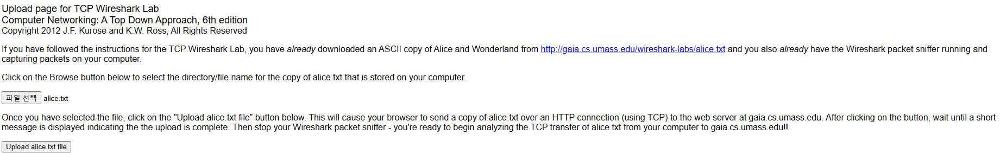 Upload page for TCP Wireshark Lab
Computer Networking: A Top Down Approach, 6th edition
Copyright 2012 J.F. Kurose and K.W. Ross, All Rights Reserved
If you have followed the instructions for the TCP Wireshark Lab, you have already downloaded an ASCII copy of Alice and Wonderland from http://gaia.cs.umass.edu/wireshark-labs/alice.txt and you also already have the Wireshark packet sniffer running and
capturing packets on your computer.
Click on the Browse button below to select the directory/file name for the copy of alice.txt that is stored on your computer.
파일 선택 alice.txt
Once you have selected the file, click on the "Upload alice.txt file" button below. This will cause your browser to send a copy of alice.txt over an HTTP connection (using TCP) to the web server at gaia.cs.umass.edu. After clicking on the button, wait until a short
message is displayed indicating the the upload is complete. Then stop your Wireshark packet sniffer - you're ready to begin analyzing the TCP transfer of alice.txt from your computer to gaia.cs.umass.edu!!
Upload alice.txt file